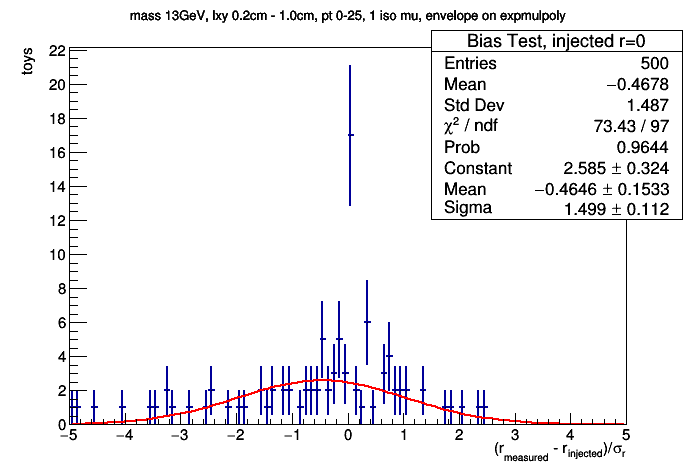 mass 13GeV, lxy 0.2cm - 1.0cm, pt 0-25, 1 iso mu, envelope on expmulpoly
Bias Test, injected r=0
Entries 500
Mean −0.4678
Std Dev 1.487
χ² / ndf 73.43 / 97
Prob 0.9644
Constant 2.585 ± 0.324
Mean −0.4646 ± 0.1533
Sigma 1.499 ± 0.112
toys
22
20
18
16
14
12
10
8
6
4
2
0
−5 −4 −3 −2 −1 0 1 2 3 4 5
(r_measured - r_injected)/σ_r